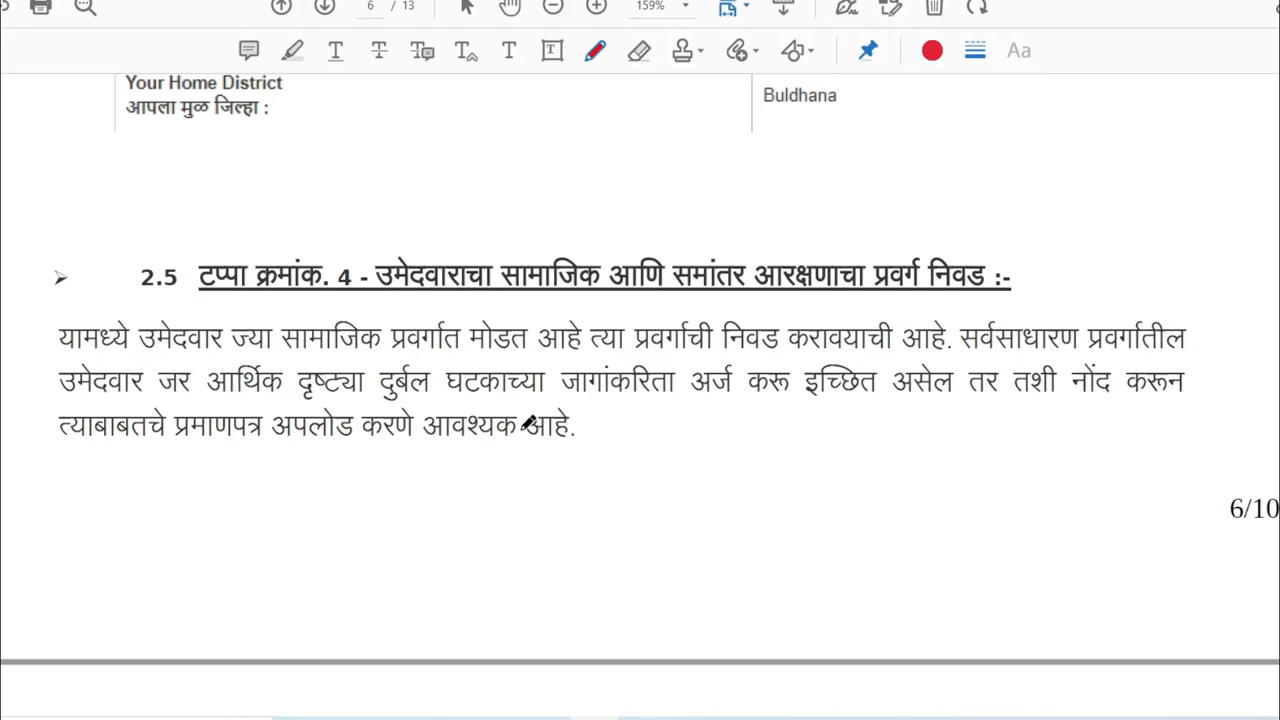 6 / 13
159%
Aa
Your Home District
आपला मुळ जिल्हा :
Buldhana
2.5 टप्पा क्रमांक. 4 - उमेदवाराचा सामाजिक आणि समांतर आरक्षणाचा प्रवर्ग निवड :-
यामध्ये उमेदवार ज्या सामाजिक प्रवर्गात मोडत आहे त्या प्रवर्गाची निवड करावयाची आहे. सर्वसाधारण प्रवर्गातील
उमेदवार जर आर्थिक दृष्ट्या दुर्बल घटकाच्या जागांकरिता अर्ज करू इच्छित असेल तर तशी नोंद करून
त्याबाबतचे प्रमाणपत्र अपलोड करणे आवश्यक आहे.
6/10